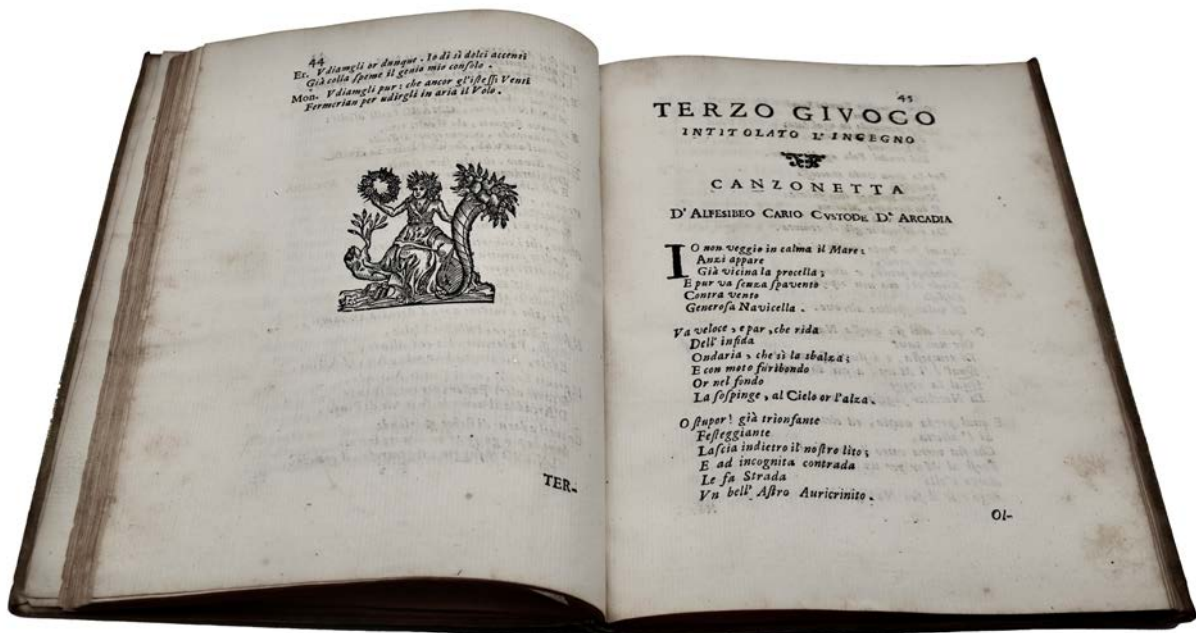 44
Er. Vdiamgli or dunque. Io di sì dolci accenti
Già colla ſpeme il genio mio conſolo.
Mon. Vdiamgli pur: che ancor gl'iſteſſi Venti
Fermerian per udirgli in aria il Volo.
TER-
45
TERZO GIVOCO
INTITOLATO L'INGEGNO
CANZONETTA
D' ALFESIBEO CARIO CVSTODE D' ARCADIA
IO non veggio in calma il Mare:
Anzi appare
Già vicina la procella;
E pur va ſenza ſpavento
Contra vento
Generoſa Navicella.
Va veloce, e par, che rida
Dell' infida
Ondaria, che sì la sbalza;
E con moto furibondo
Or nel fondo
La ſoſpinge, al Cielo or l'alza.
O ſtupor! già trionfante
Feſteggiante
Laſcia indietro il noſtro lito;
E ad incognita contrada
Le fa Strada
Vn bell' Aſtro Auricrinito.
Ol-